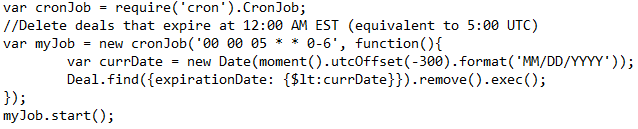 var cronJob = require('cron').CronJob;
//Delete deals that expire at 12:00 AM EST (equivalent to 5:00 UTC)
var myJob = new cronJob('00 00 05 * * 0-6', function(){
        var currDate = new Date(moment().utcOffset(-300).format('MM/DD/YYYY'));
        Deal.find({expirationDate: {$lt:currDate}}).remove().exec();
});
myJob.start();